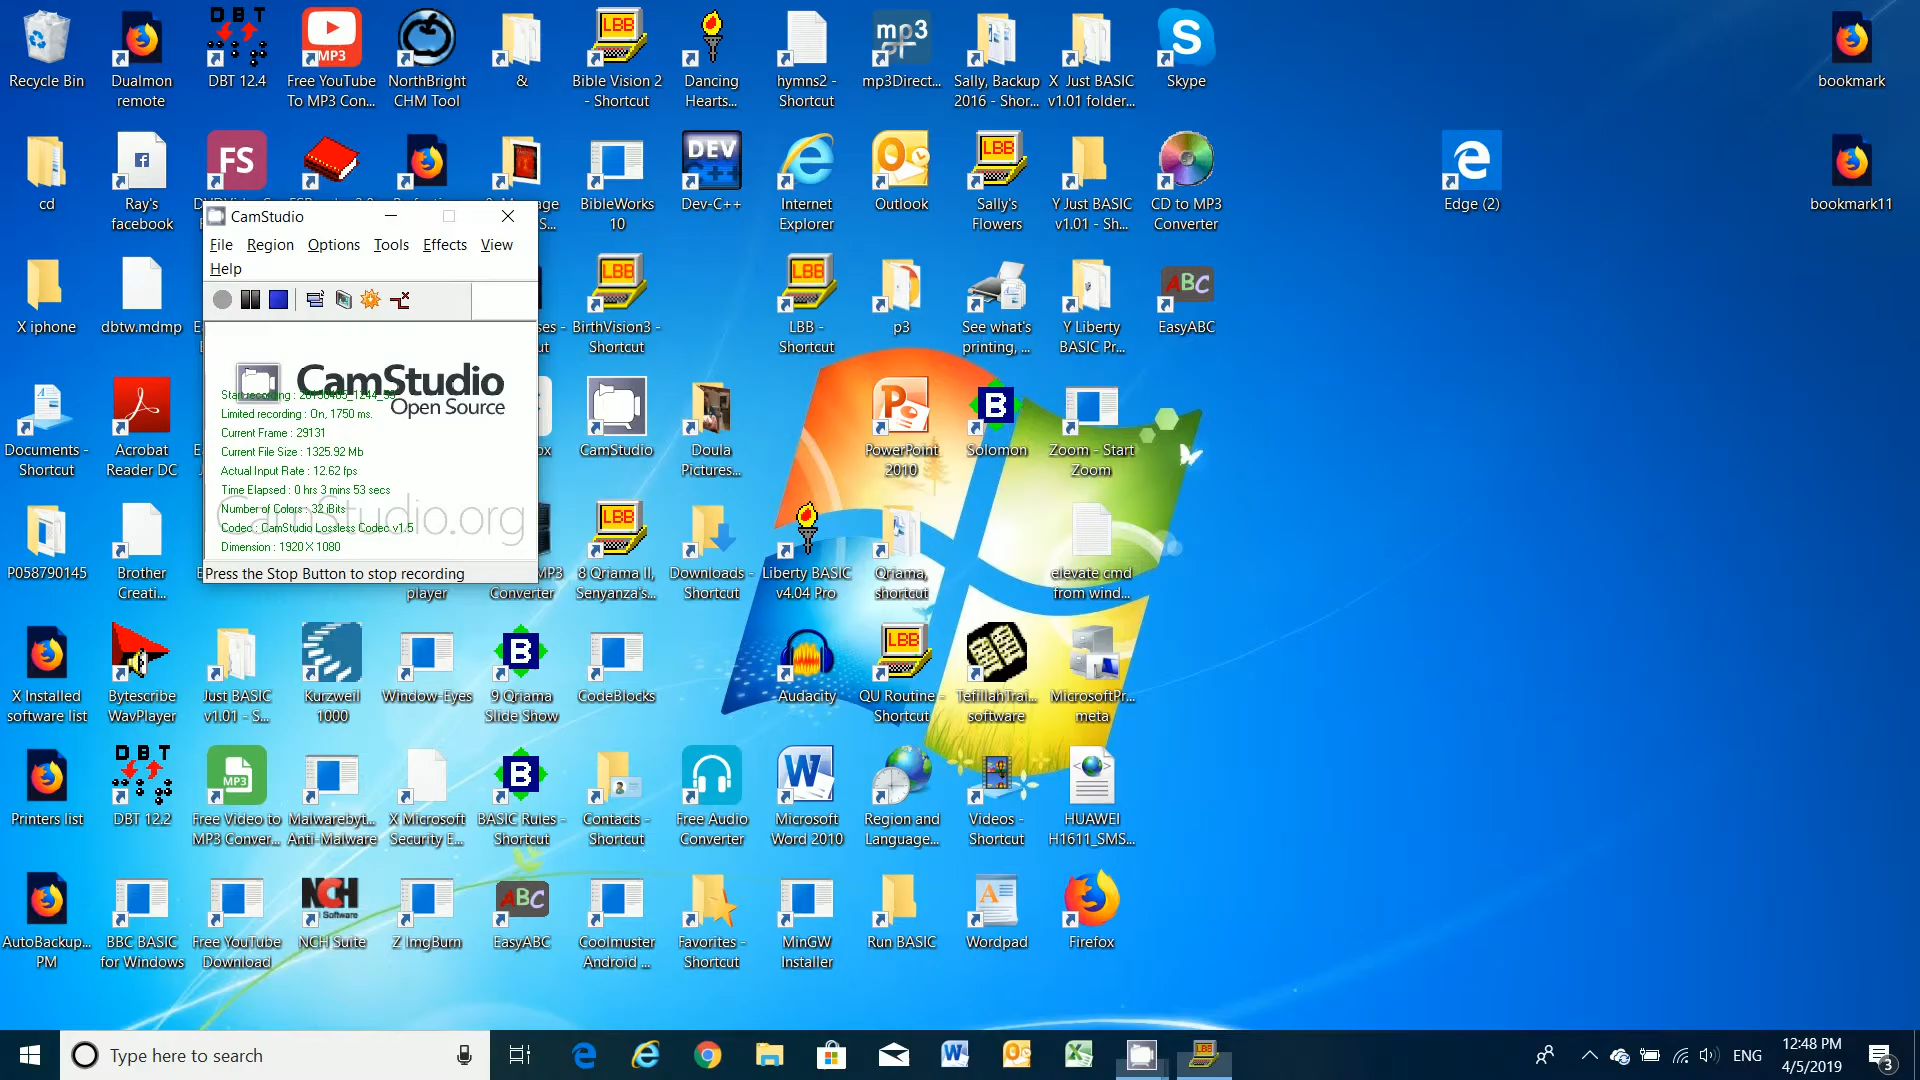 Recycle Bin
Dualmon
remote
DBT 12.4
Free YouTube
To MP3 Con...
NorthBright
CHM Tool
&
Bible Vision 2
- Shortcut
Dancing
Hearts...
hymns2 -
Shortcut
mp3Direct...
Sally, Backup
2016 - Shor...
X Just BASIC
v1.01 folder...
Skype
bookmark
cd
Ray's
facebook
BibleWorks
10
Dev-C++
Internet
Explorer
Outlook
Sally's
Flowers
Y Just BASIC
v1.01 - Sh...
CD to MP3
Converter
Edge (2)
bookmark11
CamStudio
File Region Options Tools Effects View
Help
CamStudio
Open Source
Limited recording : On, 1750 ms.
Current Frame : 29131
Current File Size : 1325.92 Mb
Actual Input Rate : 12.62 fps
Time Elapsed : 0 hrs 3 mins 53 secs
Number of Colors : 32 iBits
Codec : CamStudio Lossless Codec v1.5
Dimension : 1920 X 1080
CamStudio.org
Press the Stop Button to stop recording
X iphone
dbtw.mdmp
BirthVision3 -
Shortcut
LBB -
Shortcut
p3
See what's
printing, ...
Y Liberty
BASIC Pr...
EasyABC
Documents -
Shortcut
Acrobat
Reader DC
CamStudio
Doula
Pictures...
PowerPoint
2010
Solomon
Zoom - Start
Zoom
P058790145
Brother
Creati...
player
Converter
8 Qriama II,
Senyanza's...
Downloads -
Shortcut
Liberty BASIC
v4.04 Pro
Qriama,
shortcut
elevate cmd
from wind...
X Installed
software list
Bytescribe
WavPlayer
Just BASIC
v1.01 - S...
Kurzweil
1000
Window-Eyes
9 Qriama
Slide Show
CodeBlocks
Audacity
QU Routine -
Shortcut
TefillahTrai...
software
MicrosoftPr...
meta
Printers list
DBT 12.2
Free Video to
MP3 Conver...
Malwarebyt...
Anti-Malware
X Microsoft
Security E...
BASIC Rules -
Shortcut
Contacts -
Shortcut
Free Audio
Converter
Microsoft
Word 2010
Region and
Language...
Videos -
Shortcut
HUAWEI
H1611_SMS...
AutoBackup...
PM
BBC BASIC
for Windows
Free YouTube
Download
NCH Suite
Z ImgBurn
EasyABC
Coolmuster
Android ...
Favorites -
Shortcut
MinGW
Installer
Run BASIC
Wordpad
Firefox
Type here to search
ENG
12:48 PM
4/5/2019
3